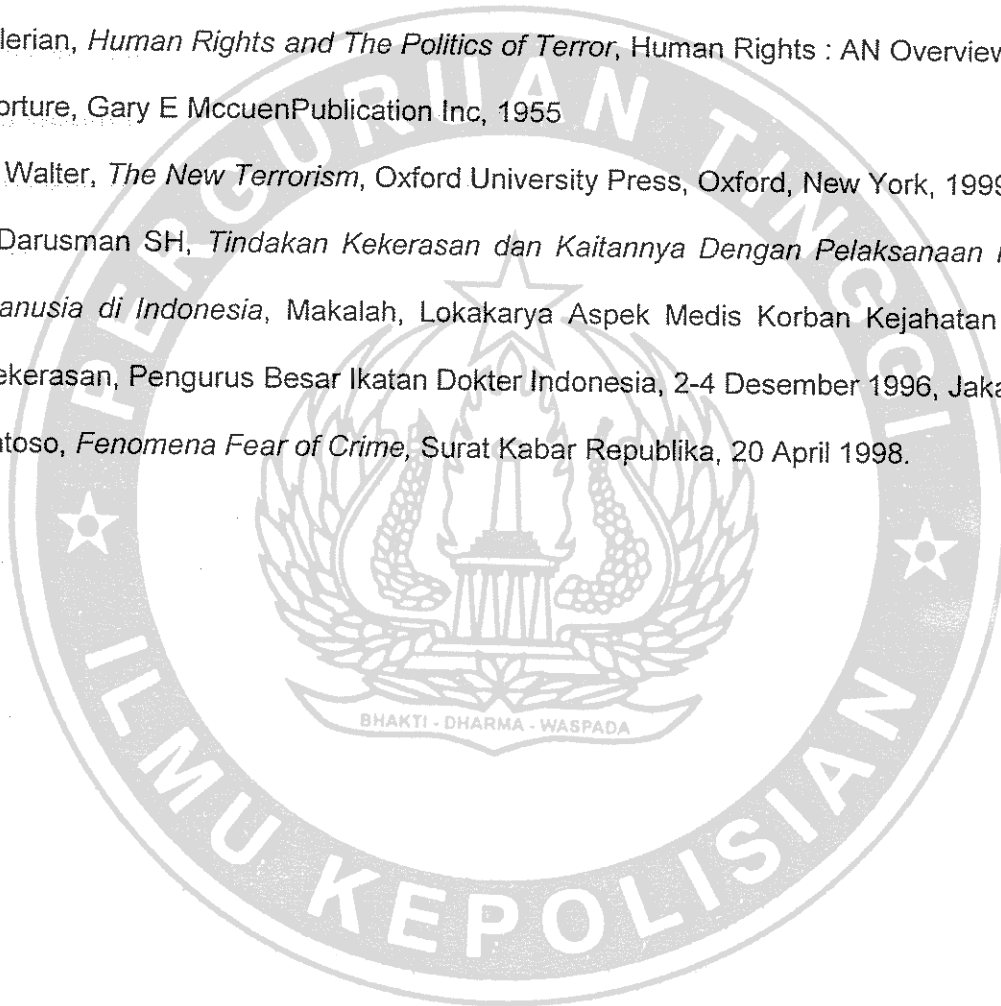 lerian, Human Rights and The Politics of Terror, Human Rights : AN Overview
orture, Gary E MccuenPublication Inc, 1955
Walter, The New Terrorism, Oxford University Press, Oxford, New York, 1999
Darusman SH, Tindakan Kekerasan dan Kaitannya Dengan Pelaksanaan
anusia di Indonesia, Makalah, Lokakarya Aspek Medis Korban Kejahatan
ekerasan, Pengurus Besar Ikatan Dokter Indonesia, 2-4 Desember 1996, Jaka
ntoso, Fenomena Fear of Crime, Surat Kabar Republika, 20 April 1998.
PERGURUAN TINGGI
BHAKTI - DHARMA - WASPADA
ILMU KEPOLISIAN